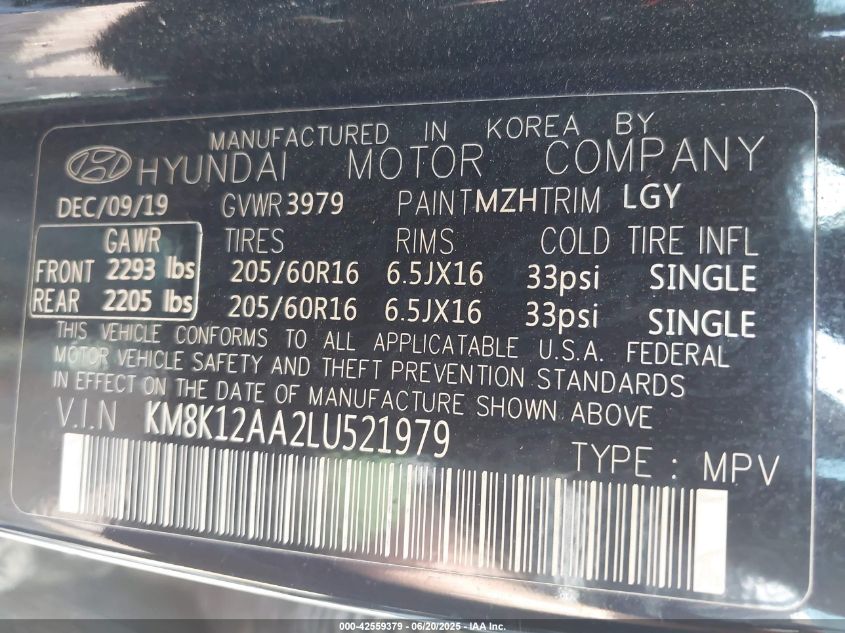 MANUFACTURED IN KOREA BY
HYUNDAI MOTOR COMPANY
DEC/09/19 GVWR 3979 PAINT MZH TRIM LGY
GAWR TIRES RIMS COLD TIRE INFL
FRONT 2293 lbs 205/60R16 6.5JX16 33psi SINGLE
REAR 2205 lbs 205/60R16 6.5JX16 33psi SINGLE
THIS VEHICLE CONFORMS TO ALL APPLICATABLE U.S.A. FEDERAL
MOTOR VEHICLE SAFETY AND THEFT PREVENTION STANDARDS
IN EFFECT ON THE DATE OF MANUFACTURE SHOWN ABOVE
V.I.N KM8K12AA2LU521979
TYPE : MPV
000-42559379 - 06/20/2025 - IAA Inc.